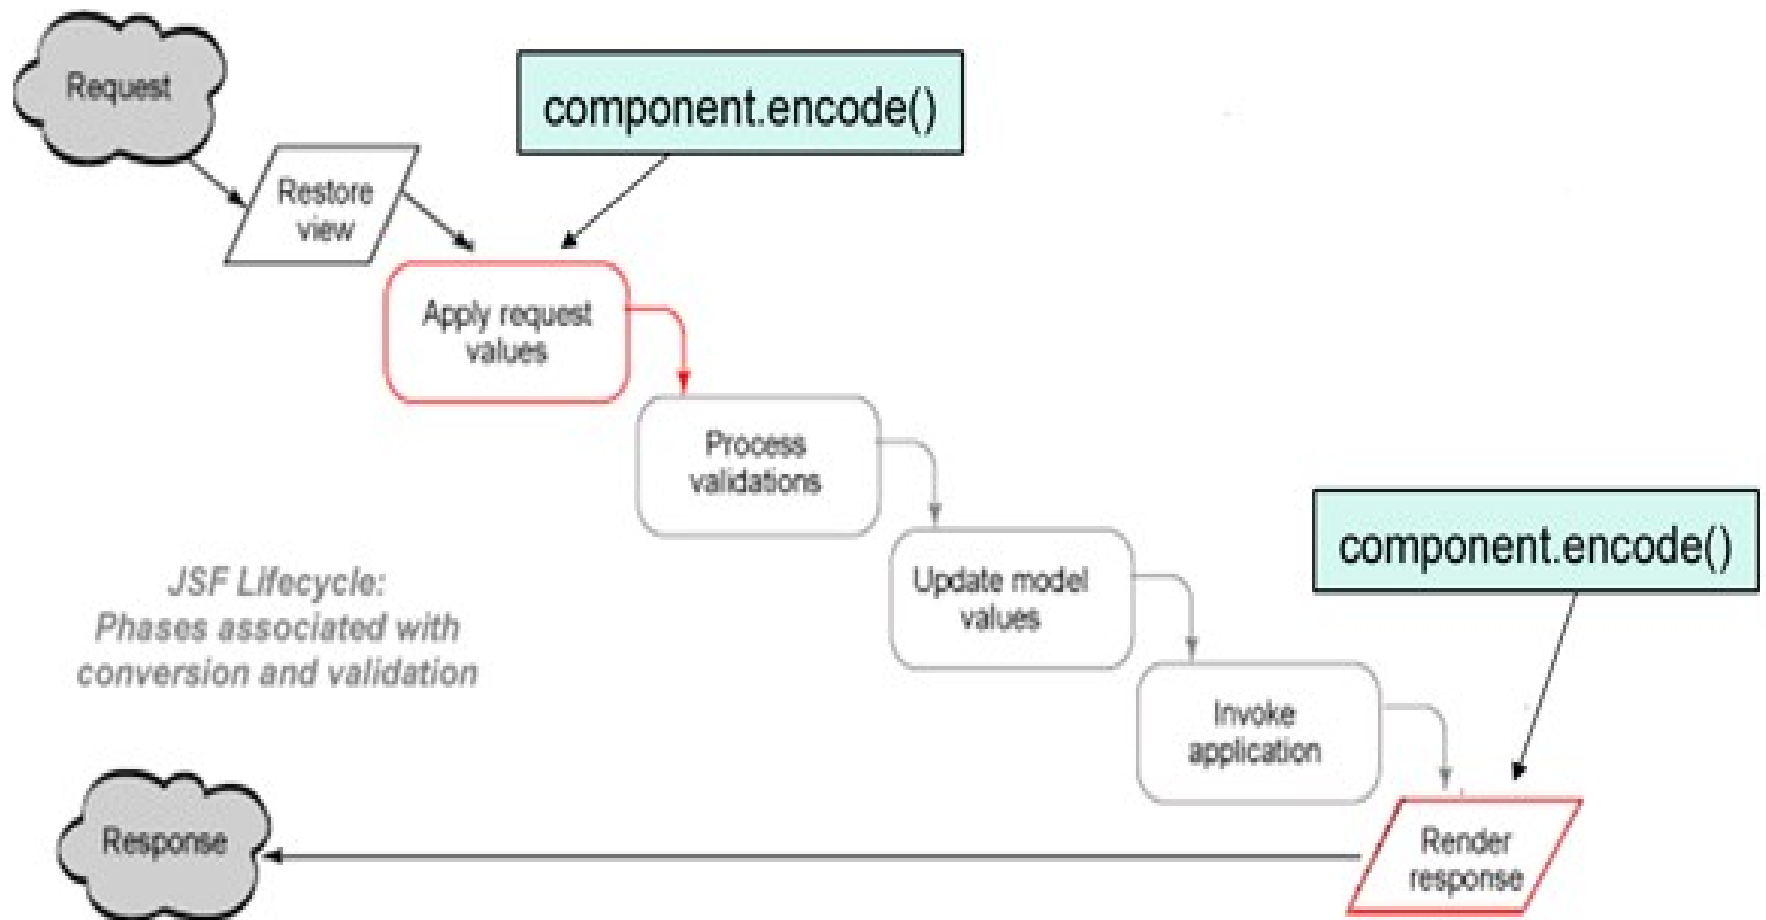 Request
component.encode()
Restore
view
Apply request
values
Process
validations
component.encode()
Update model
values
JSF Lifecycle:
Phases associated with
conversion and validation
Invoke
application
Response
Render
response